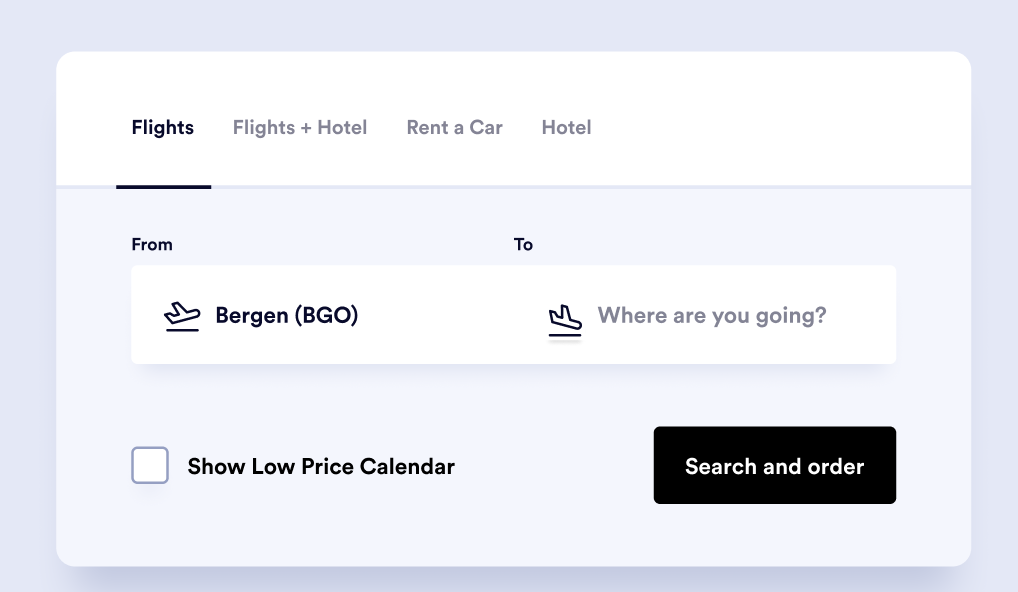 Flights Flights + Hotel Rent a Car Hotel
From To
Bergen (BGO) Where are you going?
Show Low Price Calendar Search and order